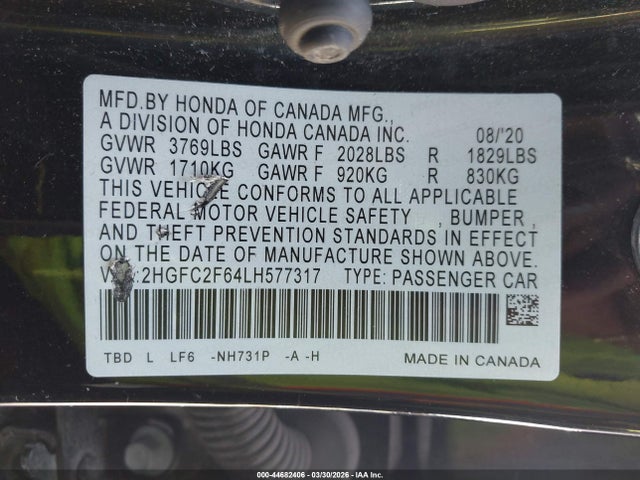 MFD.BY HONDA OF CANADA MFG.,
A DIVISION OF HONDA CANADA INC. 08/'20
GVWR 3769LBS GAWR F 2028LBS R 1829LBS
GVWR 1710KG GAWR F 920KG R 830KG
THIS VEHICLE CONFORMS TO ALL APPLICABLE
FEDERAL MOTOR VEHICLE SAFETY , BUMPER ,
AND THEFT PREVENTION STANDARDS IN EFFECT
ON THE DATE OF MANUFACTURE SHOWN ABOVE.
:2HGFC2F64LH577317 TYPE: PASSENGER CAR
TBD L LF6 -NH731P -A -H MADE IN CANADA
000-44682406 - 03/30/2026 - IAA Inc.